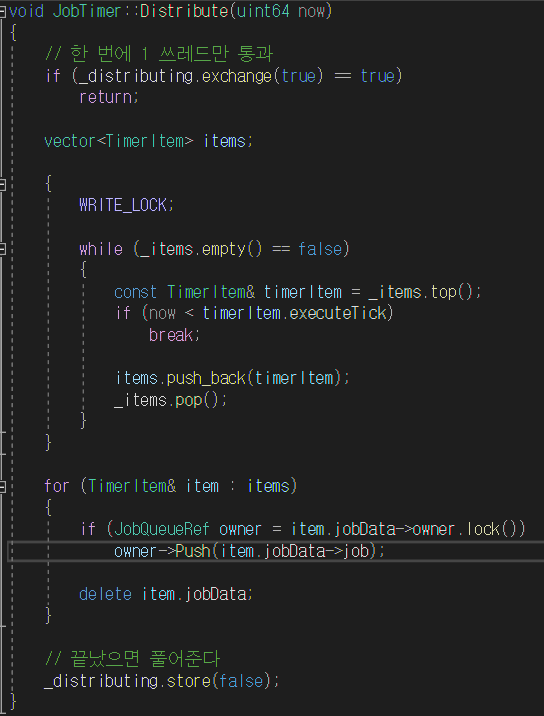 void JobTimer::Distribute(uint64 now)
{
    // 한 번에 1 쓰레드만 통과
    if (_distributing.exchange(true) == true)
        return;

    vector<TimerItem> items;

    {
        WRITE_LOCK;

        while (_items.empty() == false)
        {
            const TimerItem& timerItem = _items.top();
            if (now < timerItem.executeTick)
                break;

            items.push_back(timerItem);
            _items.pop();
        }
    }

    for (TimerItem& item : items)
    {
        if (JobQueueRef owner = item.jobData->owner.lock())
            owner->Push(item.jobData->job);

        delete item.jobData;
    }

    // 끝났으면 풀어준다
    _distributing.store(false);
}